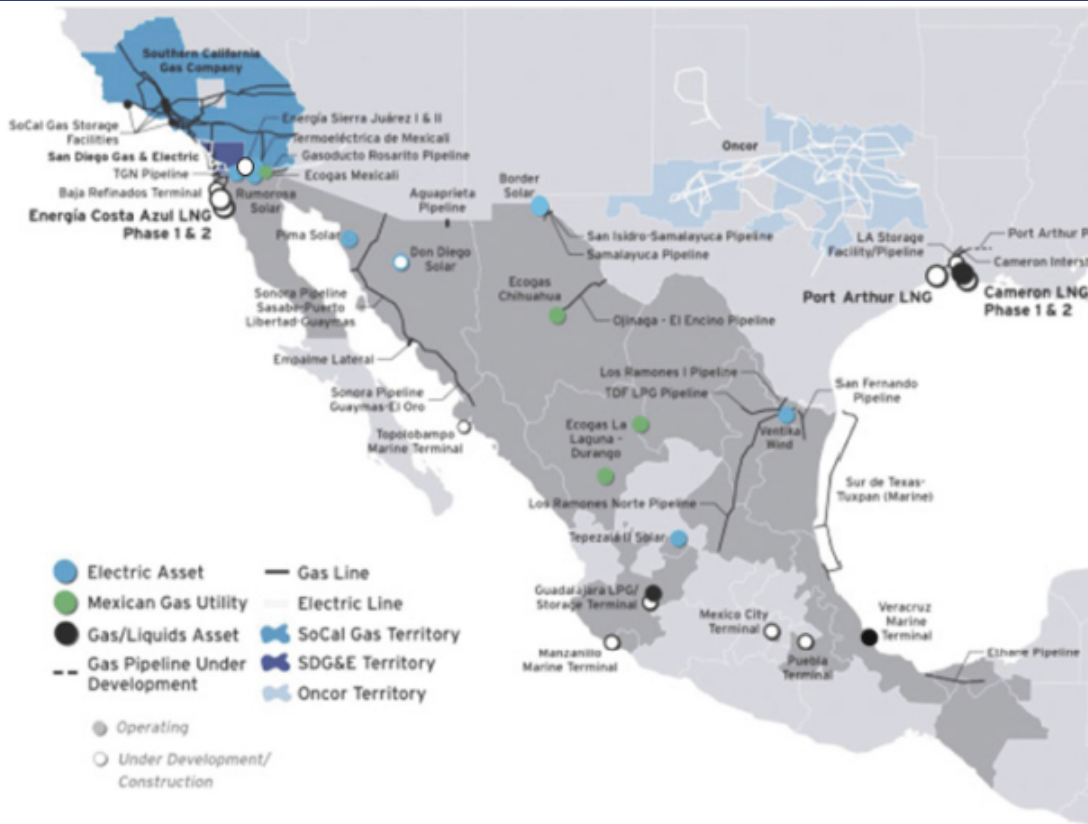 Southern California
Gas Company
SoCal Gas Storage
Facilities
Energía Sierra Juárez I & II
Termoeléctrica de Mexicali
San Diego Gas & Electric
Gasoducto Rosarito Pipeline
TGN Pipeline
Ecogas Mexicali
Baja Refinados Terminal
Rumorosa
Solar
Energía Costa Azul LNG
Phase 1 & 2
Aguaprieta
Pipeline
Border
Solar
Oncor
Pima Solar
Don Diego
Solar
San Isidro-Samalayuca Pipeline
Samalayuca Pipeline
LA Storage
Facility/Pipeline
Port Arthur P
Cameron Interst
Port Arthur LNG
Cameron LNG
Phase 1 & 2
Sonora Pipeline
Sasabe-Puerto
Libertad-Guaymas
Ecogas
Chihuahua
Ojinaga - El Encino Pipeline
Empalme Lateral
Sonora Pipeline
Guaymas-El Oro
Los Ramones I Pipeline
TDF LPG Pipeline
San Fernando
Pipeline
Topolobampo
Marine Terminal
Ecogas La
Laguna -
Durango
Ventika
Wind
Sur de Texas-
Tuxpan (Marine)
Los Ramones Norte Pipeline
Tepezalá II Solar
Guadalajara LPG/
Storage Terminal
Manzanillo
Marine Terminal
Mexico City
Terminal
Puebla
Terminal
Veracruz
Marine
Terminal
Ethane Pipeline
Electric Asset
Mexican Gas Utility
Gas/Liquids Asset
Gas Pipeline Under
Development
Gas Line
Electric Line
SoCal Gas Territory
SDG&E Territory
Oncor Territory
Operating
Under Development/
Construction